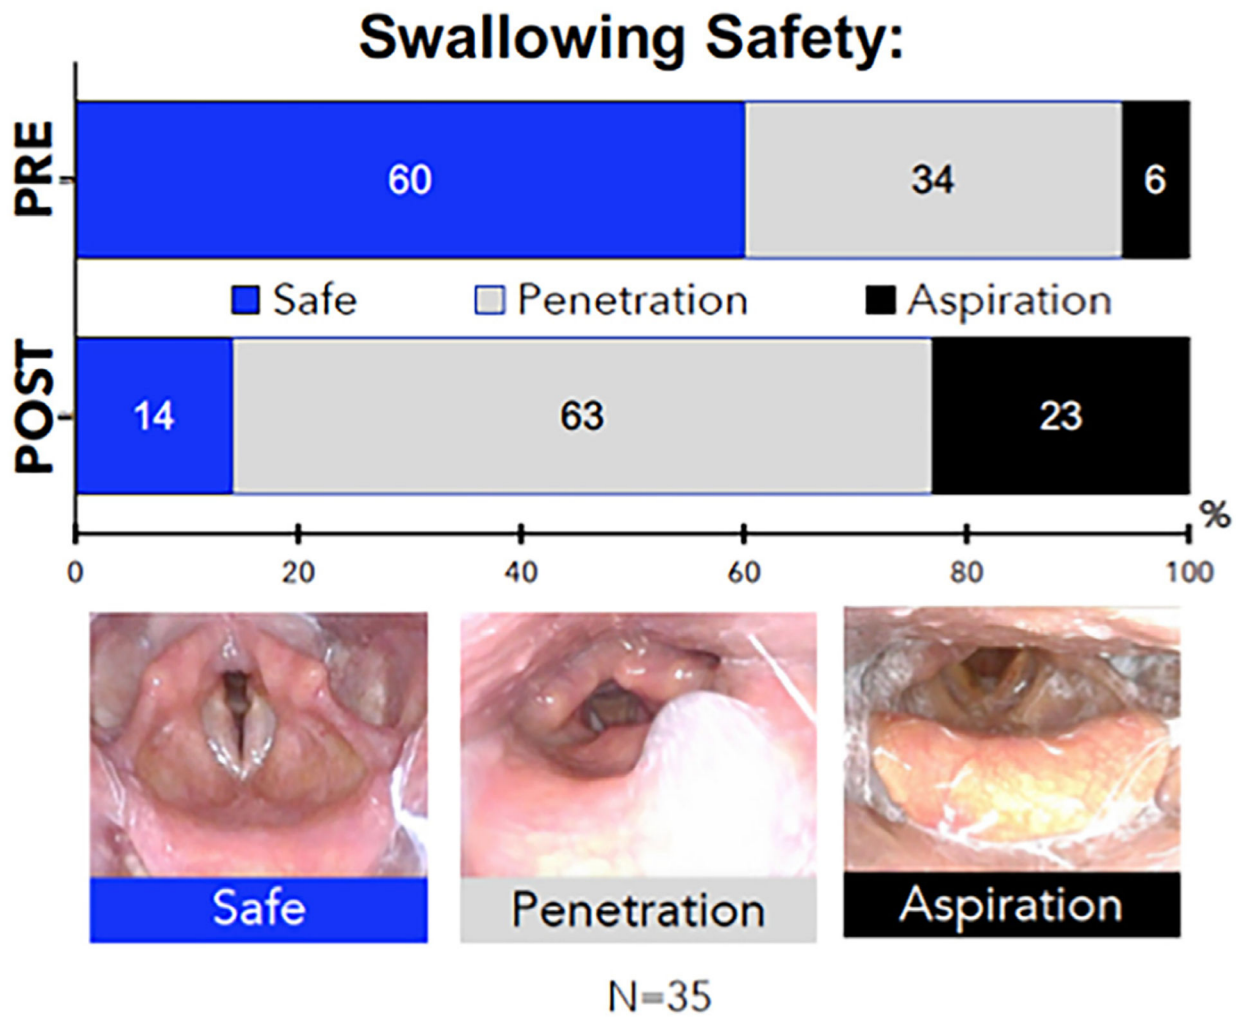 Swallowing Safety:
PRE
60 34 6
Safe Penetration Aspiration
POST
14 63 23
%
0 20 40 60 80 100
Safe Penetration Aspiration
N=35